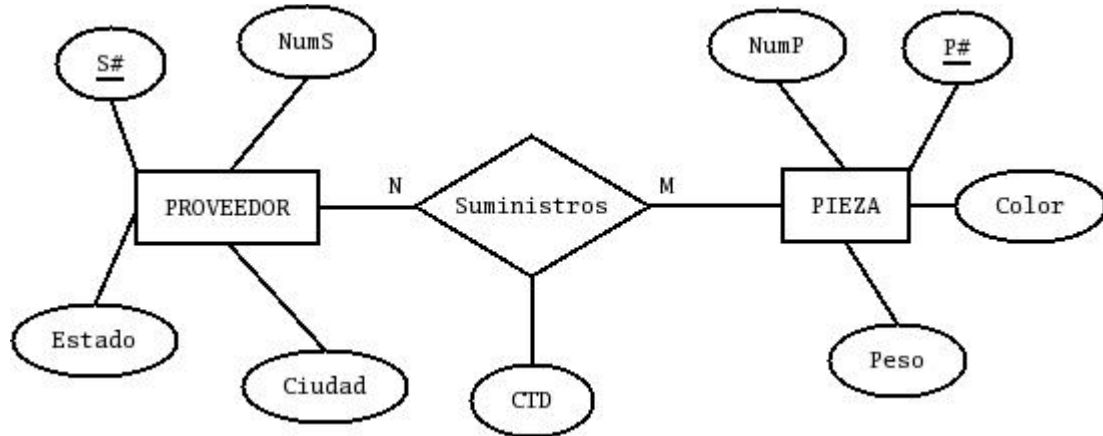 S#
NumS
NumP
P#
N
M
PROVEEDOR
Suministros
PIEZA
Color
Estado
Ciudad
CTD
Peso